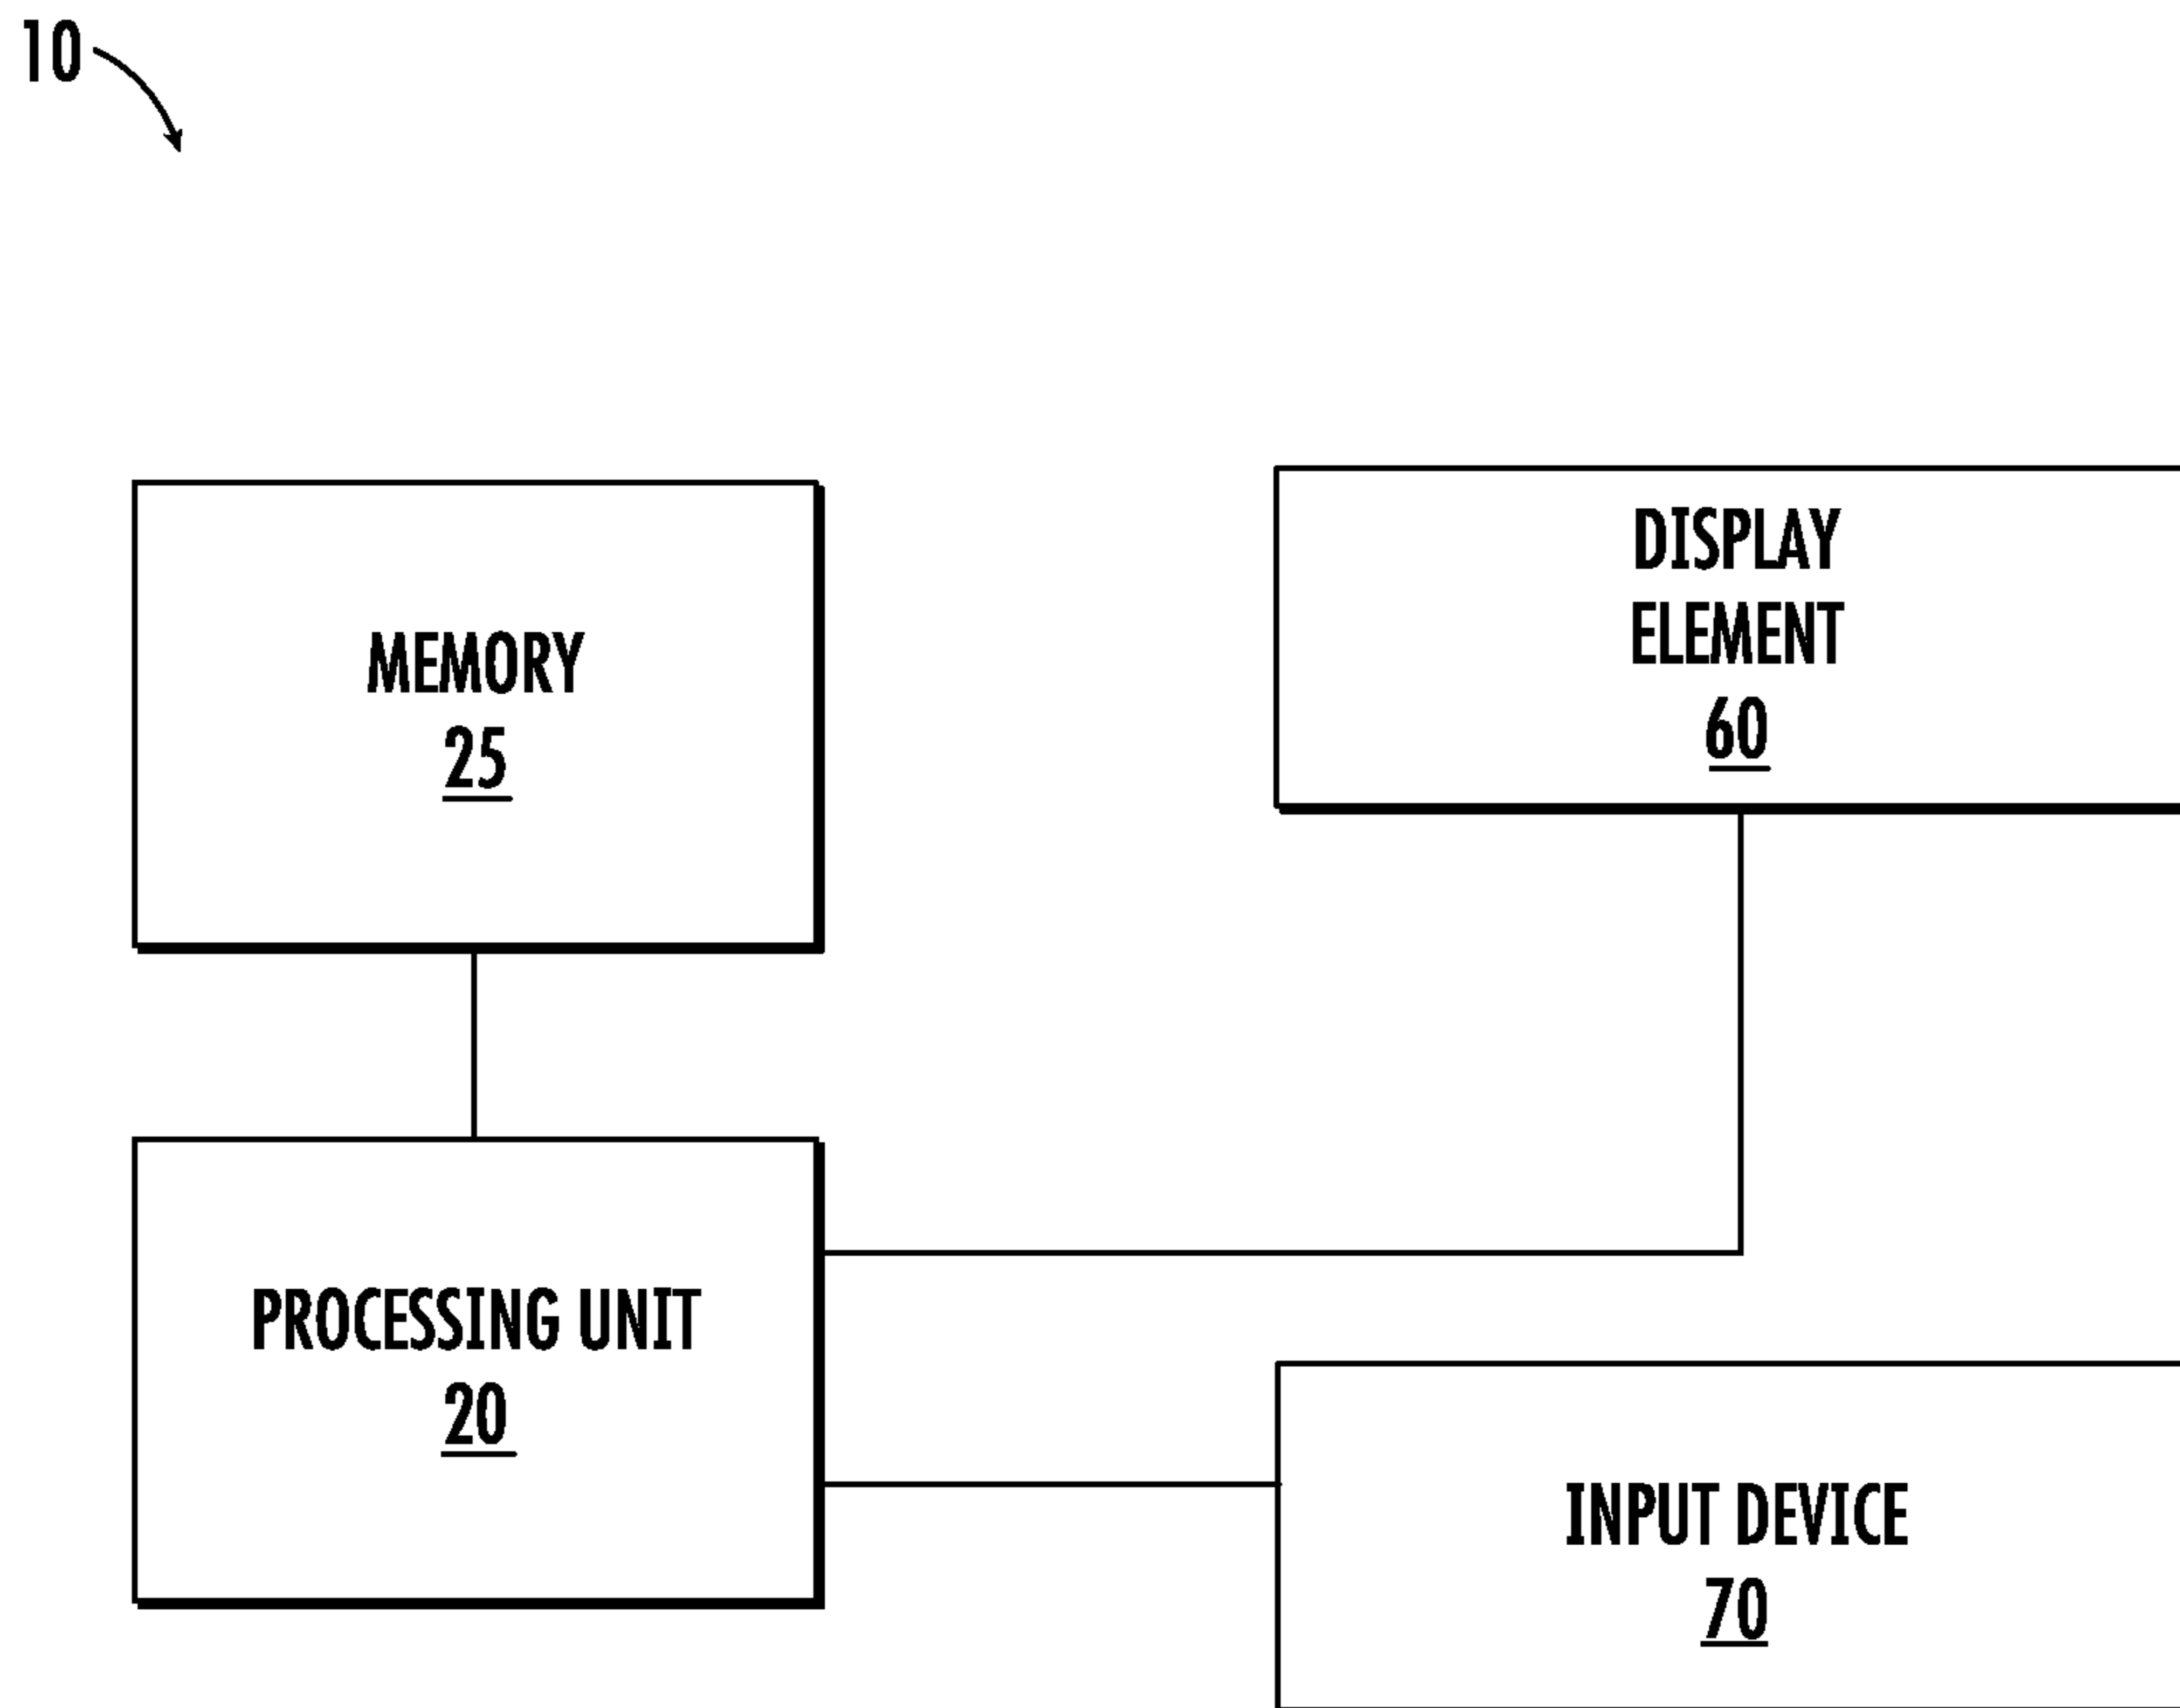 10
MEMORY
25
DISPLAY
ELEMENT
60
PROCESSING UNIT
20
INPUT DEVICE
70